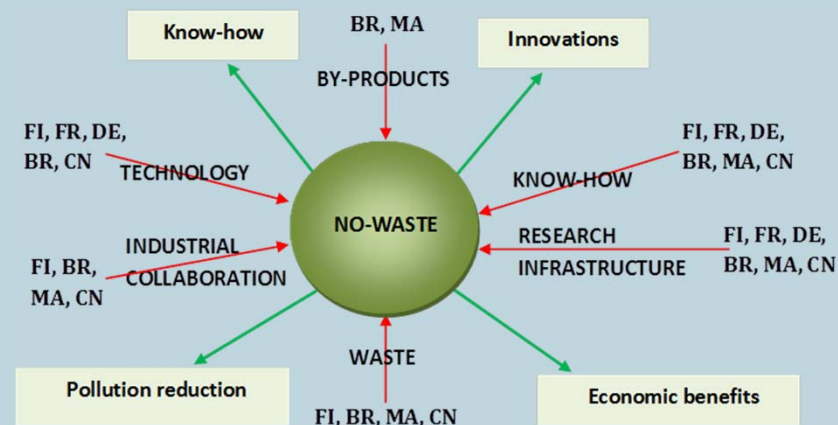 Know-how
BR, MA
Innovations
BY-PRODUCTS
FI, FR, DE,
BR, CN
TECHNOLOGY
FI, FR, DE,
BR, MA, CN
KNOW-HOW
NO-WASTE
INDUSTRIAL
COLLABORATION
FI, BR,
MA, CN
RESEARCH
INFRASTRUCTURE
FI, FR, DE,
BR, MA, CN
WASTE
Pollution reduction
FI, BR, MA, CN
Economic benefits